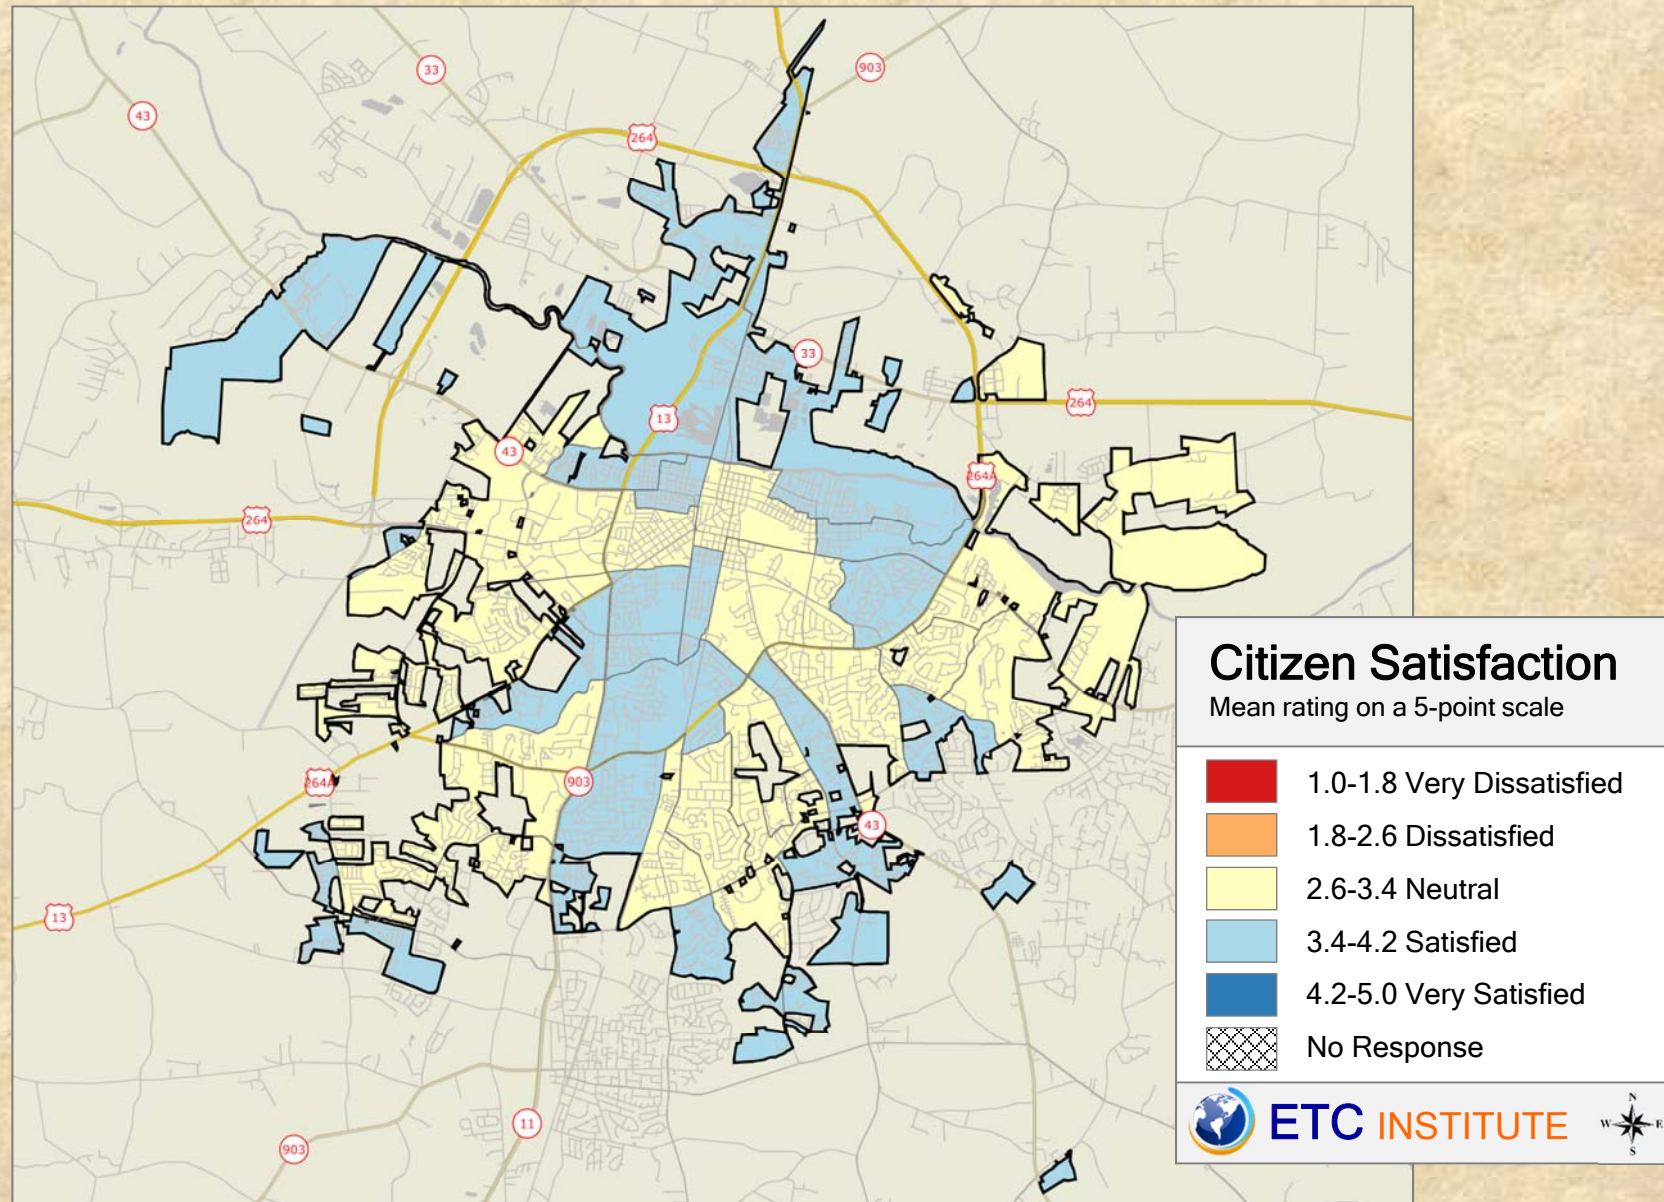 33
903
43
264
33
13
264
43
264A
264
264A
903
43
13
11
903
Citizen Satisfaction
Mean rating on a 5-point scale
1.0-1.8 Very Dissatisfied
1.8-2.6 Dissatisfied
2.6-3.4 Neutral
3.4-4.2 Satisfied
4.2-5.0 Very Satisfied
No Response
ETC INSTITUTE
N
W E
S